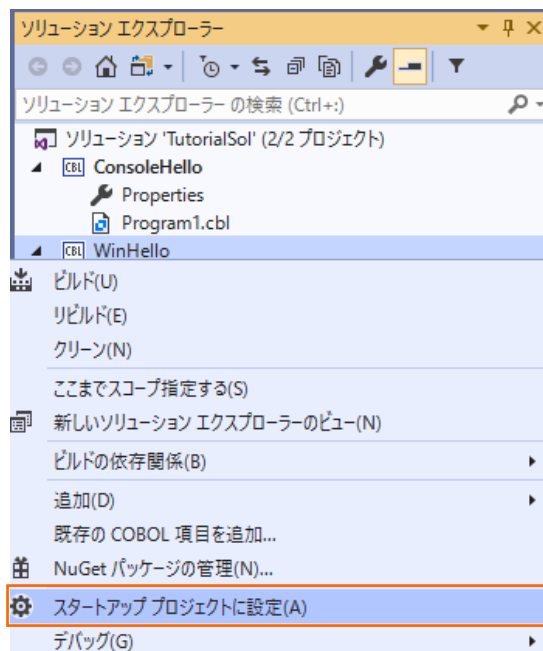 ソリューション エクスプローラー
ソリューション エクスプローラー の検索 (Ctrl+:)
ソリューション 'TutorialSol' (2/2 プロジェクト)
CBL ConsoleHello
Properties
Program1.cbl
CBL WinHello
ビルド(U)
リビルド(E)
クリーン(N)
ここまでスコープ指定する(S)
新しいソリューション エクスプローラーのビュー(N)
ビルドの依存関係(B)
追加(D)
既存の COBOL 項目を追加...
NuGet パッケージの管理(N)...
スタートアップ プロジェクトに設定(A)
デバッグ(G)